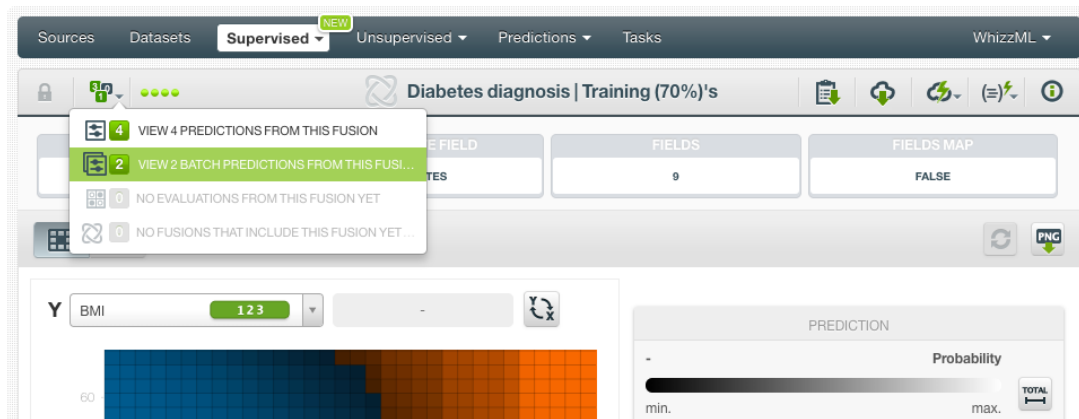 NEW
Sources Datasets Supervised Unsupervised Predictions Tasks WhizzML
Diabetes diagnosis | Training (70%)'s
4 VIEW 4 PREDICTIONS FROM THIS FUSION
E FIELD FIELDS FIELDS MAP
2 VIEW 2 BATCH PREDICTIONS FROM THIS FUSI...
TES 9 FALSE
0 NO EVALUATIONS FROM THIS FUSION YET
0 NO FUSIONS THAT INCLUDE THIS FUSION YET...
PNG
Y BMI 123 -
Y X
PREDICTION
- Probability
TOTAL
60
min. max.